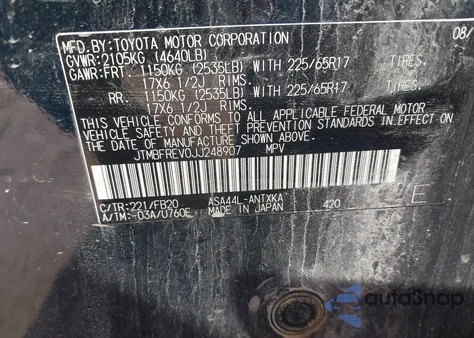 MFD.BY:TOYOTA MOTOR CORPORATION 08/
GVWR:2105KG (4640LB)
GAWR:FRT. 1150KG (2535LB) WITH 225/65R17 TIRES,
17X6 1/2J RIMS.
RR. 1150KG (2535LB) WITH 225/65R17 TIRES,
17X6 1/2J RIMS.
THIS VEHICLE CONFORMS TO ALL APPLICABLE FEDERAL MOTOR
VEHICLE SAFETY AND THEFT PREVENTION STANDARDS IN EFFECT ON
THE DATE OF MANUFACTURE SHOWN ABOVE.
JTMBFREV0JJ248907 MPV
C/TR:221/FB20 ASA44L-ANTXKA E
A/TM:-03A/U760E MADE IN JAPAN 420
auta3nap